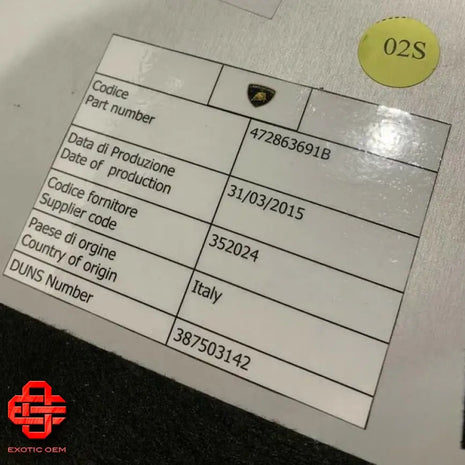 02S
Codice
Part number
472863691B
Data di Produzione
Date of production
31/03/2015
Codice fornitore
Supplier code
352024
Paese di orgine
Country of origin
Italy
DUNS Number
387503142
EXOTIC OEM